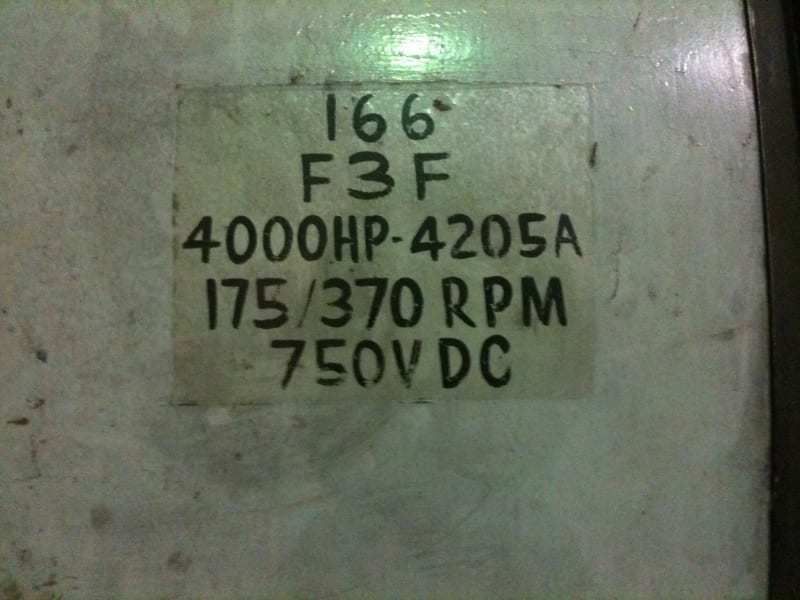 166
F3F
4000HP-4205A
175/370 RPM
750V DC